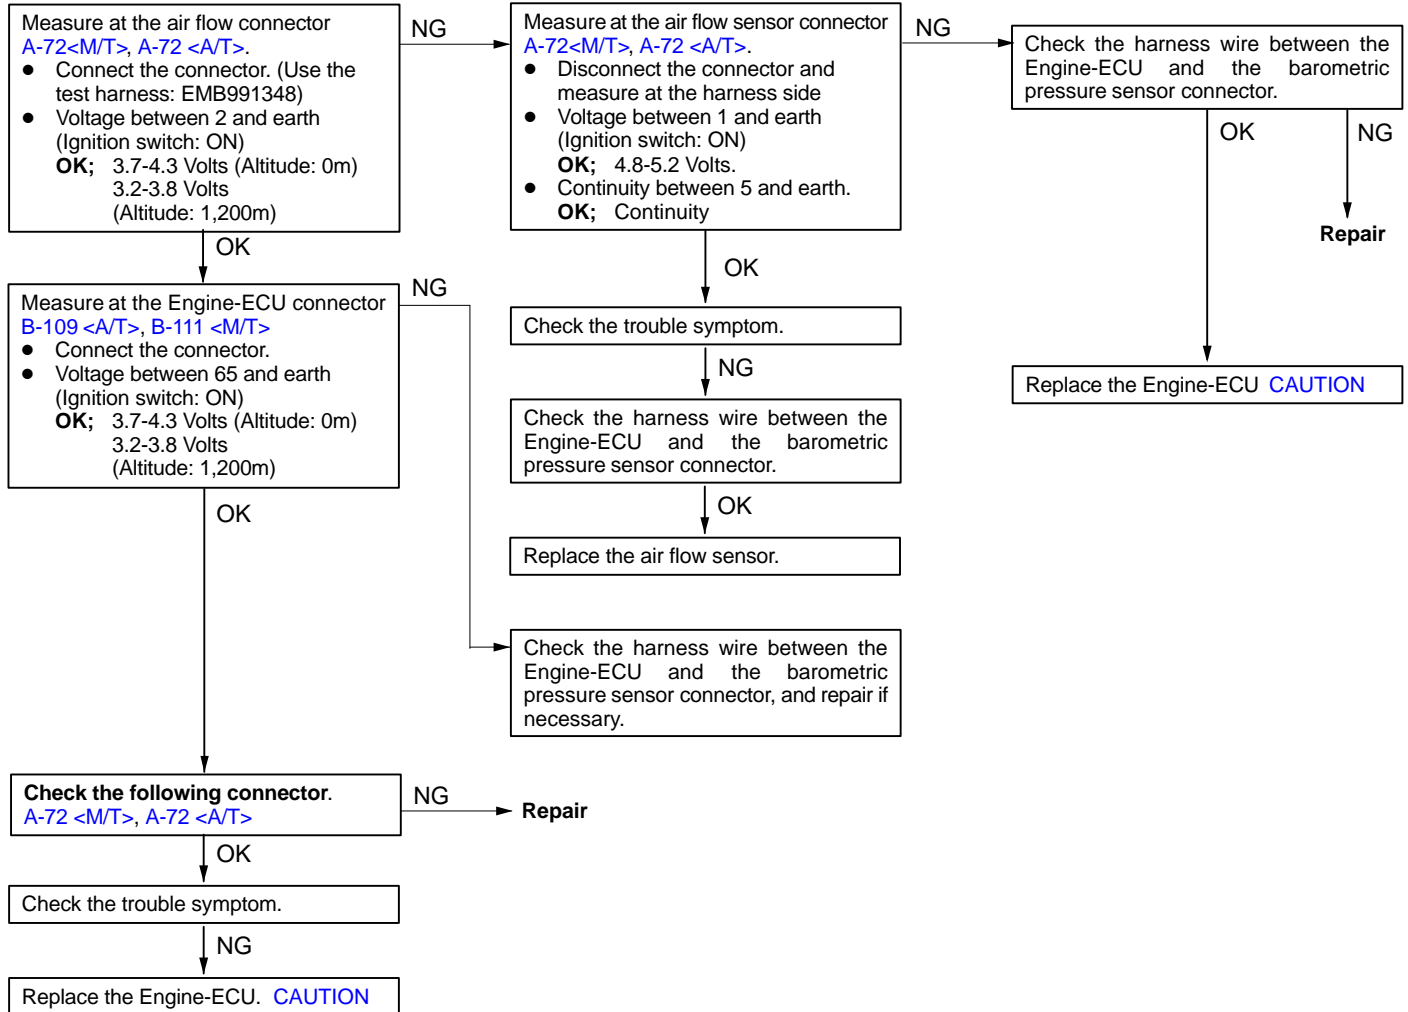 Measure at the air flow connector
A-72<M/T>, A-72 <A/T>.
● Connect the connector. (Use the
test harness: EMB991348)
● Voltage between 2 and earth
(Ignition switch: ON)
OK; 3.7-4.3 Volts (Altitude: 0m)
3.2-3.8 Volts
(Altitude: 1,200m)
NG
OK
Measure at the air flow sensor connector
A-72<M/T>, A-72 <A/T>.
● Disconnect the connector and
measure at the harness side
● Voltage between 1 and earth
(Ignition switch: ON)
OK; 4.8-5.2 Volts.
● Continuity between 5 and earth.
OK; Continuity
NG
OK
Check the harness wire between the
Engine-ECU and the barometric
pressure sensor connector.
OK
NG
Repair
Replace the Engine-ECU CAUTION
Check the trouble symptom.
NG
Check the harness wire between the
Engine-ECU and the barometric
pressure sensor connector.
OK
Replace the air flow sensor.
Measure at the Engine-ECU connector
B-109 <A/T>, B-111 <M/T>
● Connect the connector.
● Voltage between 65 and earth
(Ignition switch: ON)
OK; 3.7-4.3 Volts (Altitude: 0m)
3.2-3.8 Volts
(Altitude: 1,200m)
NG
OK
Check the harness wire between the
Engine-ECU and the barometric
pressure sensor connector, and repair if
necessary.
Check the following connector.
A-72 <M/T>, A-72 <A/T>
NG
Repair
OK
Check the trouble symptom.
NG
Replace the Engine-ECU. CAUTION